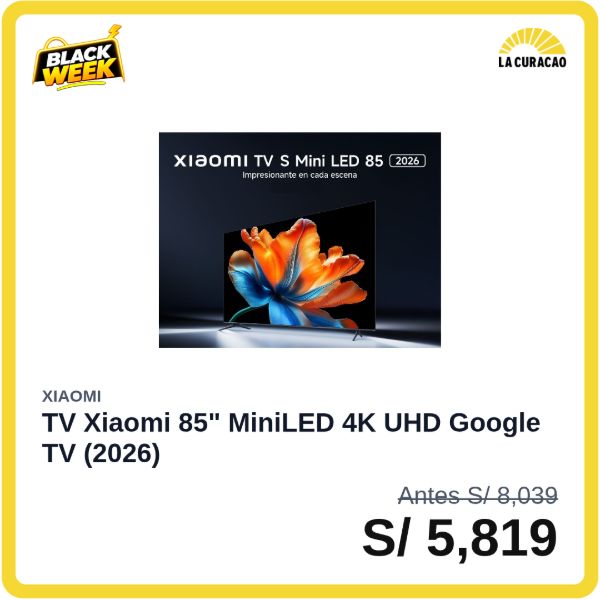 BLACK
WEEK
LA CURACAO
xiaomi TV S Mini LED 85 2026
Impresionante en cada escena
XIAOMI
TV Xiaomi 85" MiniLED 4K UHD Google
TV (2026)
Antes S/ 8,039
S/ 5,819